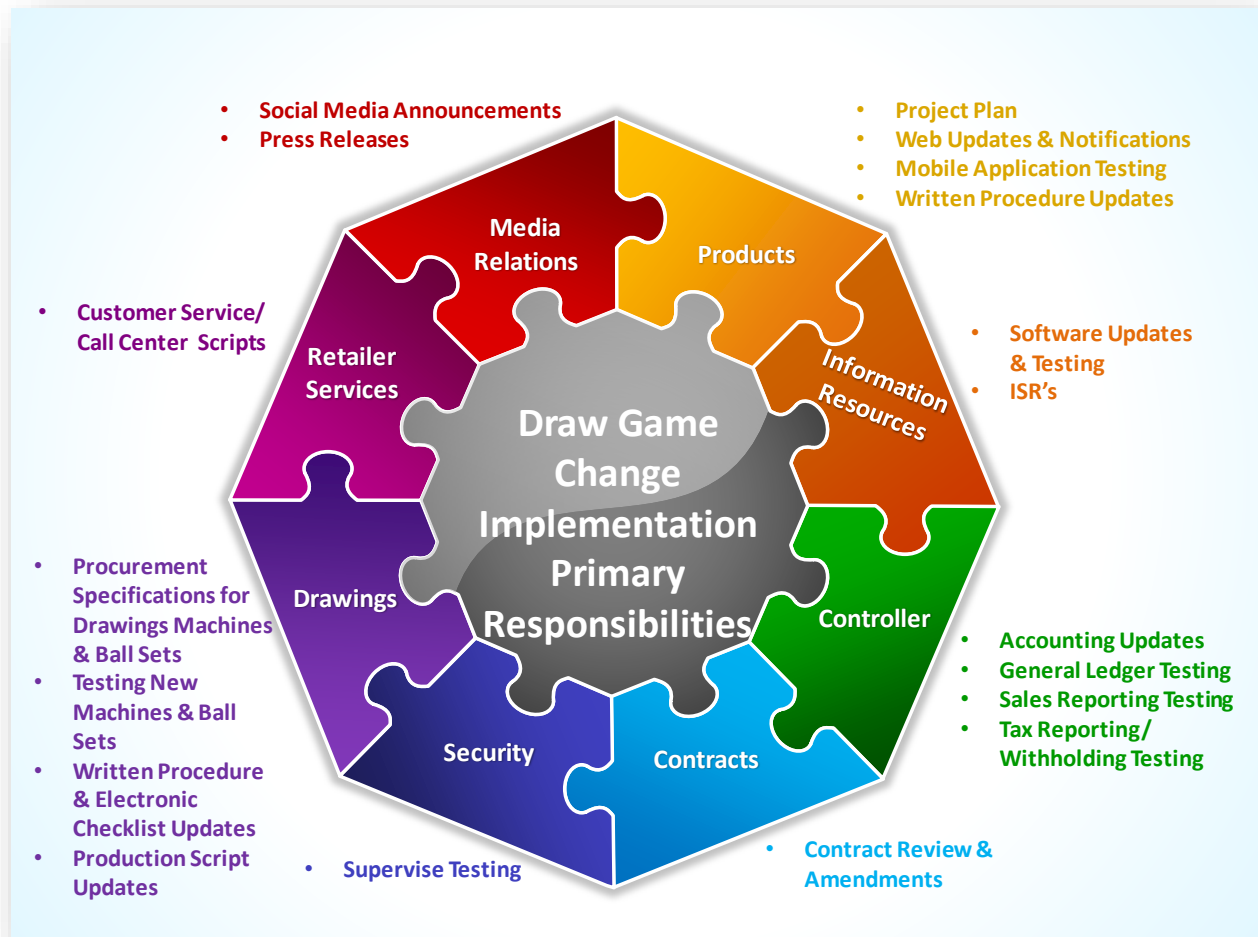 • Social Media Announcements
• Press Releases
• Project Plan
• Web Updates & Notifications
• Mobile Application Testing
• Written Procedure Updates
Media
Relations
Products
• Customer Service/
Call Center Scripts
Retailer
Services
Information
Resources
• Software Updates
& Testing
• ISR's
Draw Game
Change
Implementation
Primary
Responsibilities
• Procurement
Specifications for
Drawings Machines
& Ball Sets
• Testing New
Machines & Ball
Sets
• Written Procedure
& Electronic
Checklist Updates
• Production Script
Updates
Drawings
Controller
• Accounting Updates
• General Ledger Testing
• Sales Reporting Testing
• Tax Reporting/
Withholding Testing
Security
Contracts
• Supervise Testing
• Contract Review &
Amendments